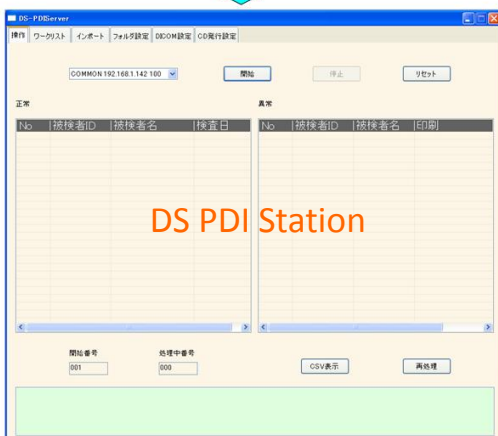 DS-PDIServer
操作 ワークリスト インポート フォルダ設定 DICOM設定 CD発行設定
COMMON 192.168.1.142 100 開始 停止 リセット
正常 異常
No |被検者ID |被検者名 |検査日 No |被検者ID |被検者名 |印刷
DS PDI Station
開始番号 処理中番号
001 000 CSV表示 再処理